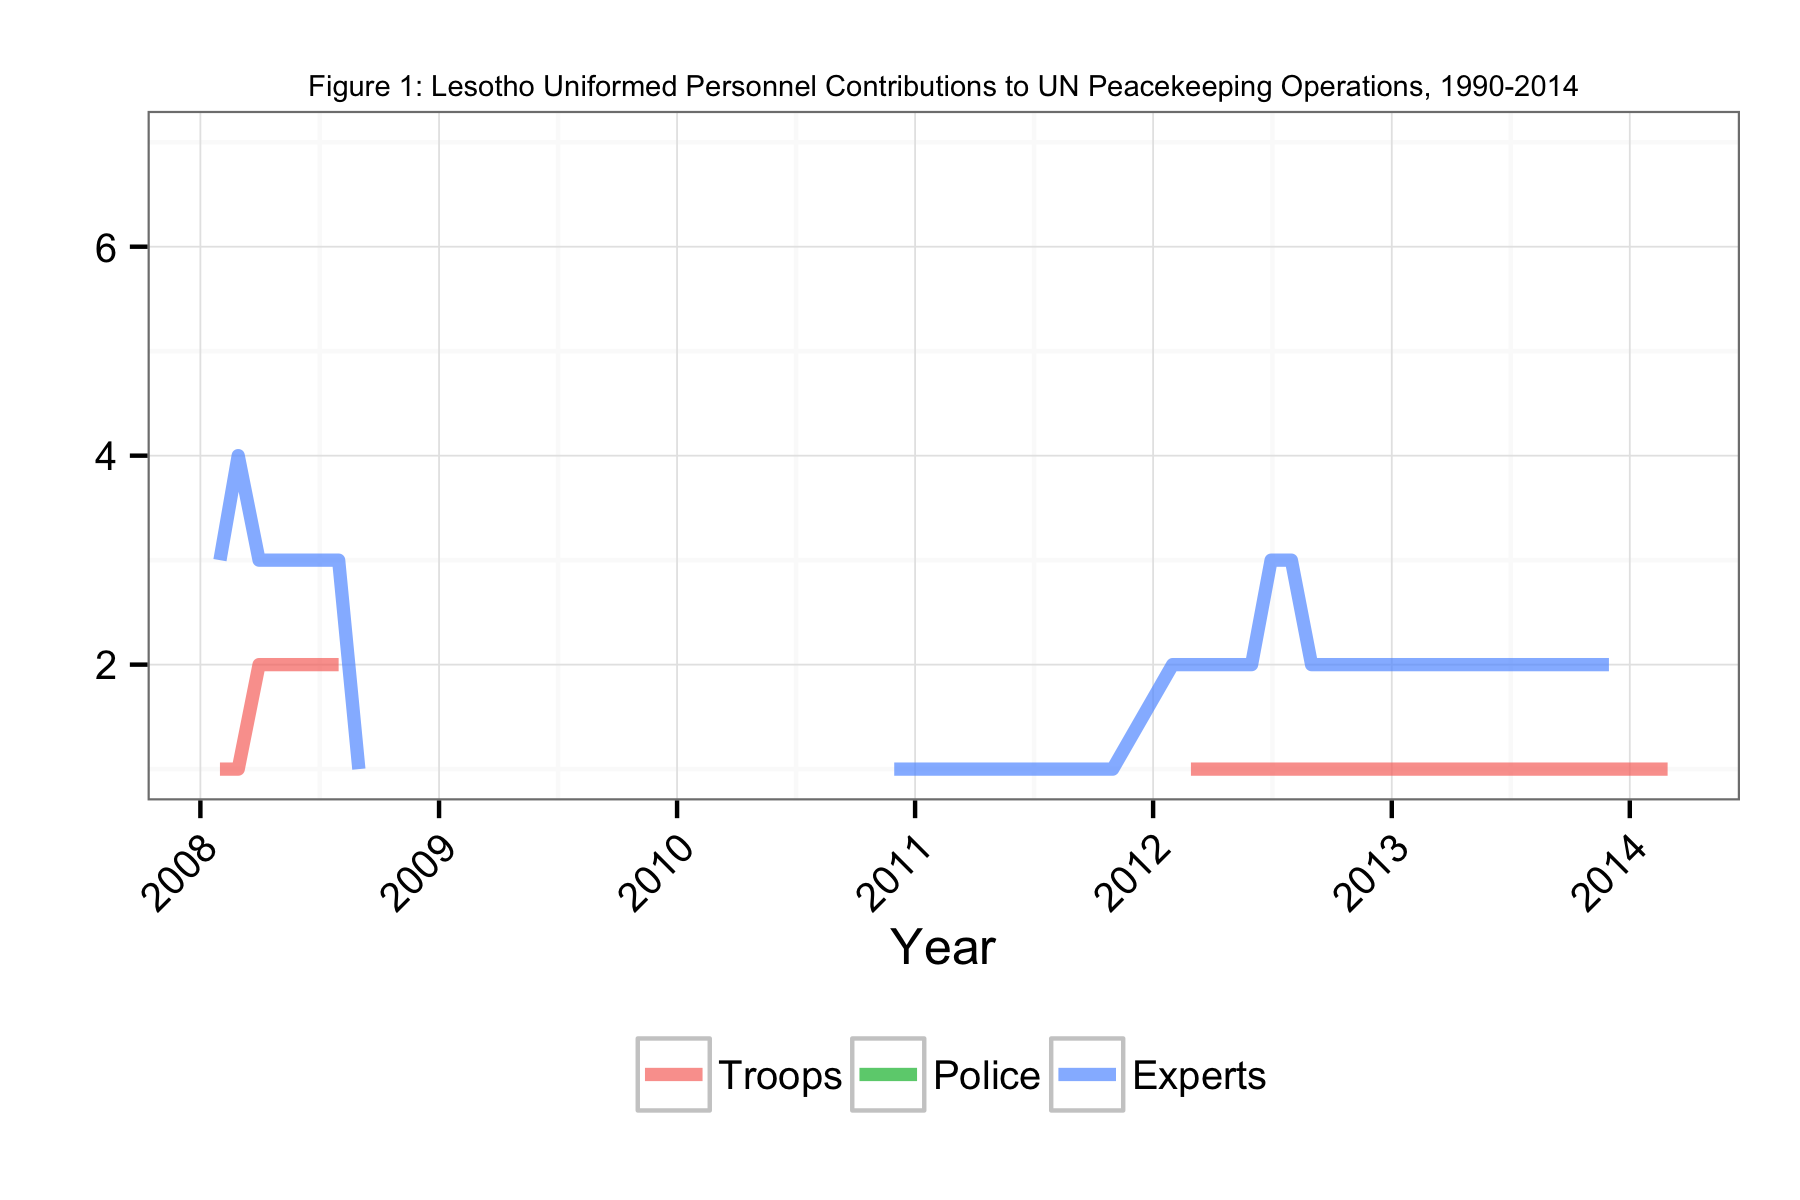 Figure 1: Lesotho Uniformed Personnel Contributions to UN Peacekeeping Operations, 1990-2014
6
4
2
2008 2009 2010 2011 2012 2013 2014
Year
Troops Police Experts